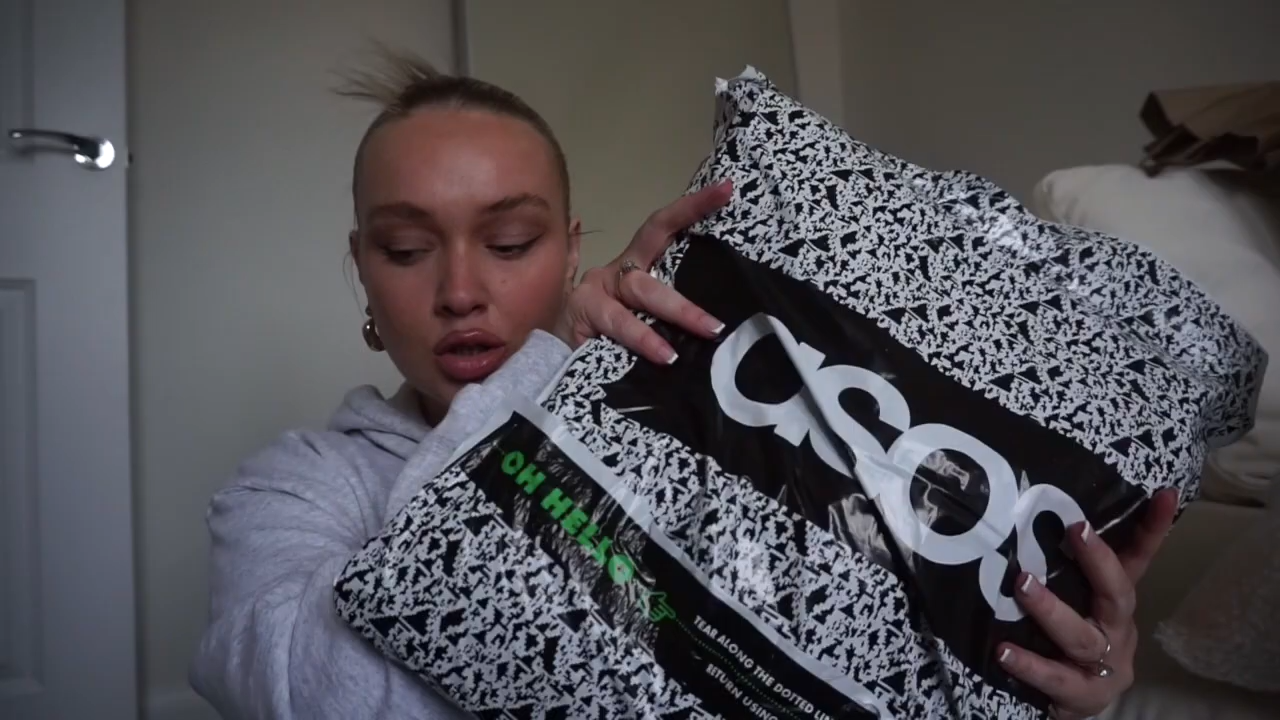 asos
OH HELLO
TEAR ALONG THE DOTTED
RETURN USING